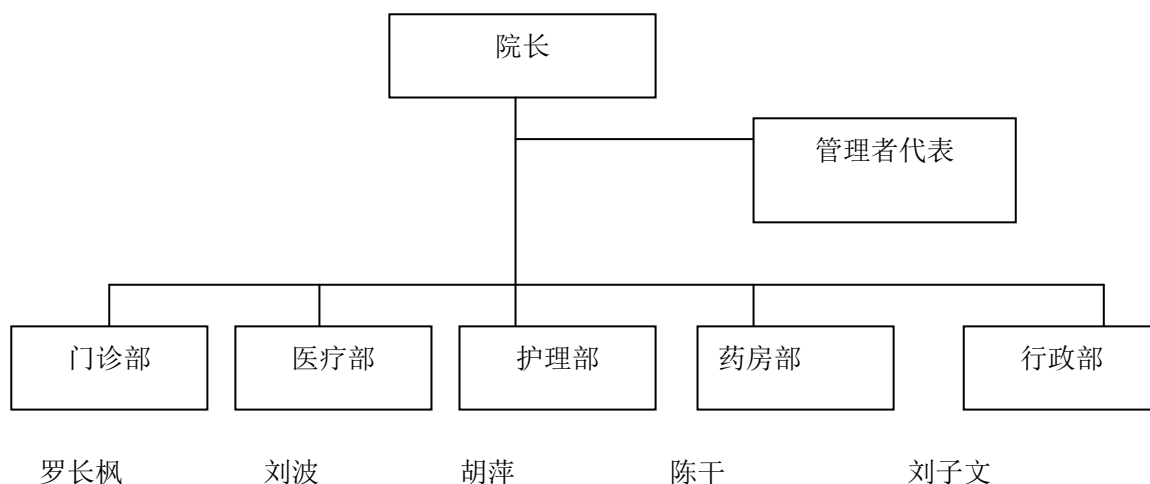 院长
管理者代表
门诊部 医疗部 护理部 药房部 行政部
罗长枫 刘波 胡萍 陈干 刘子文